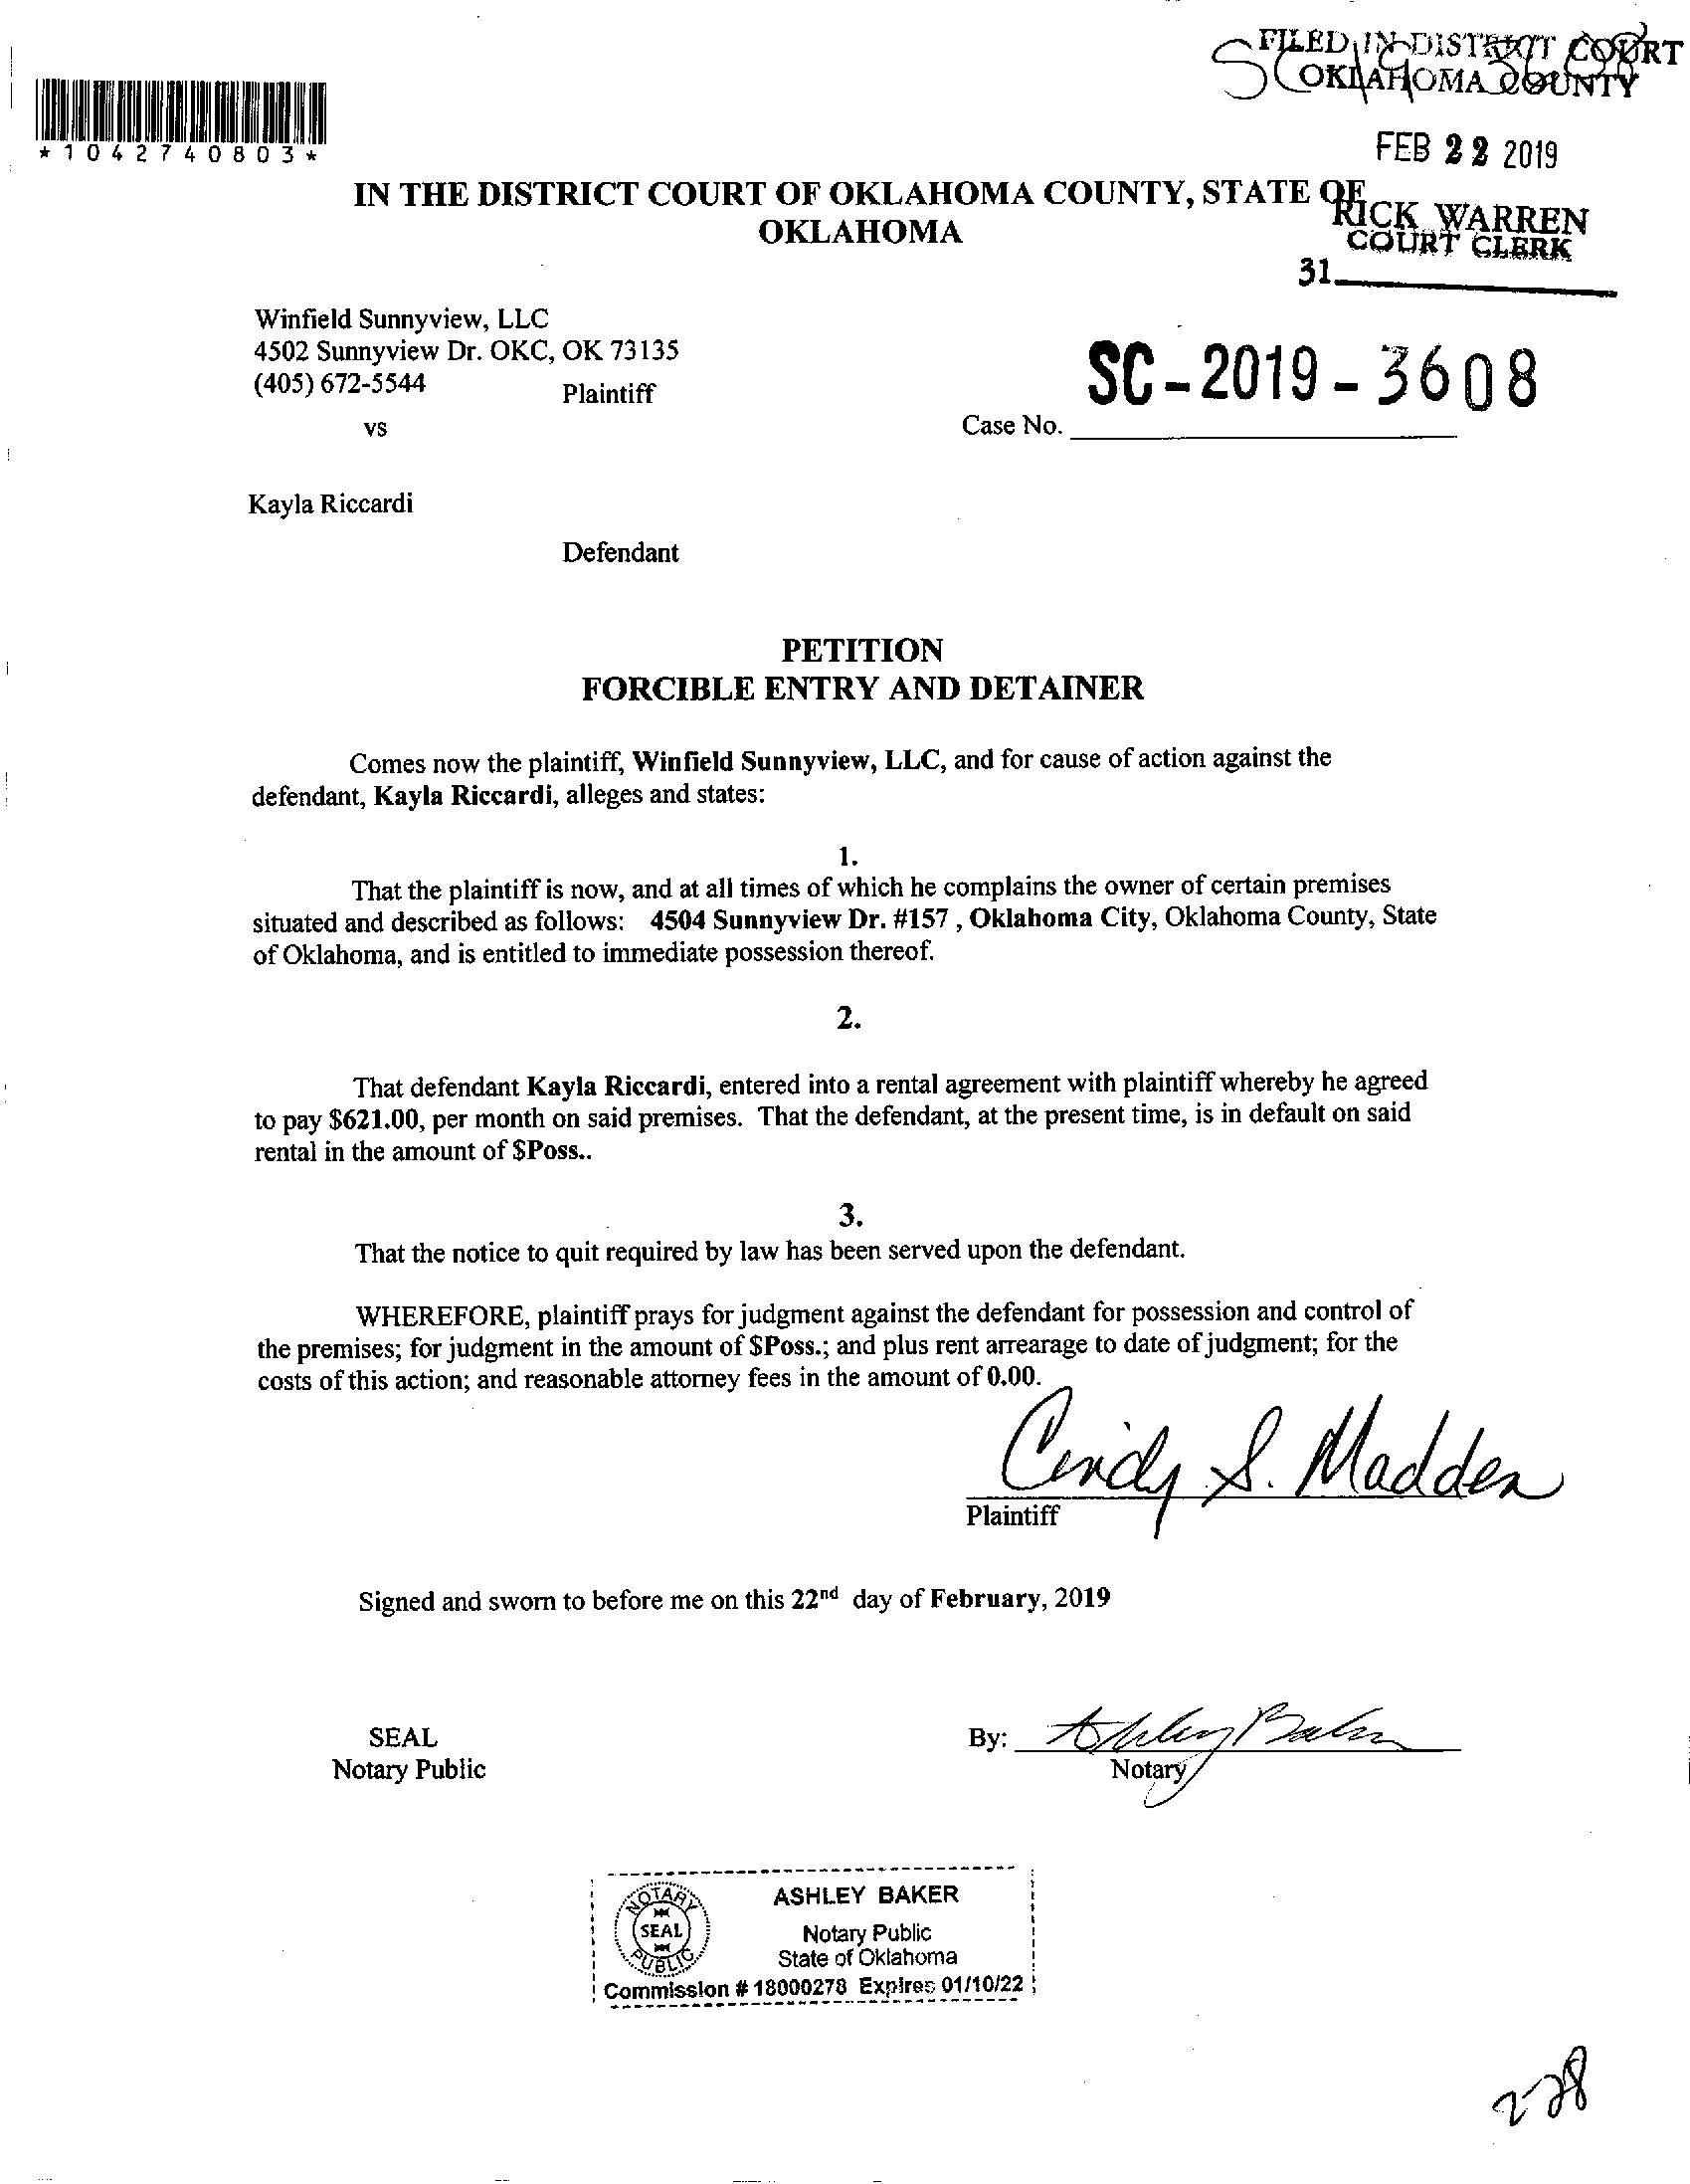 FILED IN DISTRICT COURT
OKLAHOMA COUNTY
*1042740803*
FEB 22 2019
IN THE DISTRICT COURT OF OKLAHOMA COUNTY, STATE OF
OKLAHOMA
RICK WARREN
COURT CLERK
31
Winfield Sunnyview, LLC
4502 Sunnyview Dr. OKC, OK 73135
(405) 672-5544
Plaintiff
SC-2019-3608
vs
Case No.
Kayla Riccardi
Defendant
PETITION
FORCIBLE ENTRY AND DETAINER
Comes now the plaintiff, Winfield Sunnyview, LLC, and for cause of action against the
defendant, Kayla Riccardi, alleges and states:
1.
That the plaintiff is now, and at all times of which he complains the owner of certain premises
situated and described as follows: 4504 Sunnyview Dr. #157 , Oklahoma City, Oklahoma County, State
of Oklahoma, and is entitled to immediate possession thereof.
2.
That defendant Kayla Riccardi, entered into a rental agreement with plaintiff whereby he agreed
to pay $621.00, per month on said premises. That the defendant, at the present time, is in default on said
rental in the amount of $Poss..
3.
That the notice to quit required by law has been served upon the defendant.
WHEREFORE, plaintiff prays for judgment against the defendant for possession and control of
the premises; for judgment in the amount of $Poss.; and plus rent arrearage to date of judgment; for the
costs of this action; and reasonable attorney fees in the amount of 0.00.
Cindy S. Madden
Plaintiff
Signed and sworn to before me on this 22nd day of February, 2019
SEAL
Notary Public
By: Ashley Baker
Notary
NOTARY
SEAL
PUBLIC
ASHLEY BAKER
Notary Public
State of Oklahoma
Commission # 18000278 Expires 01/10/22